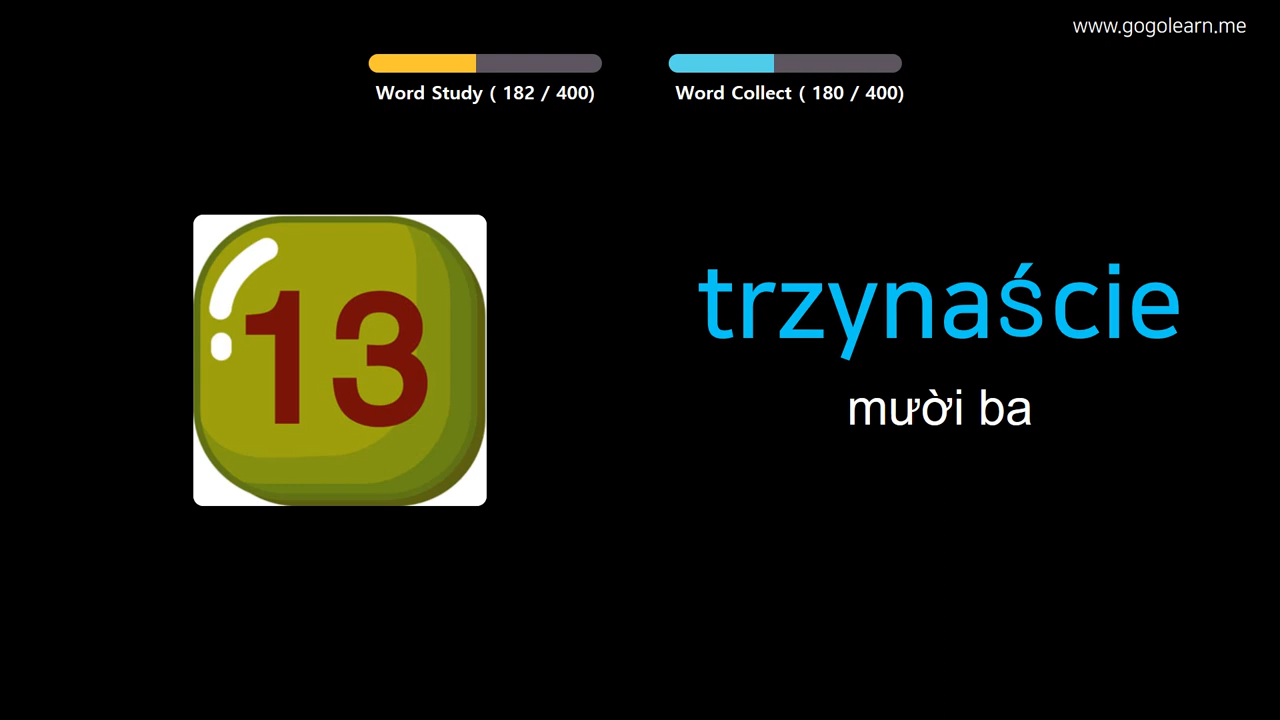 www.gogolearn.me
Word Study ( 182 / 400)
Word Collect ( 180 / 400)
13
trzynaście
mười ba